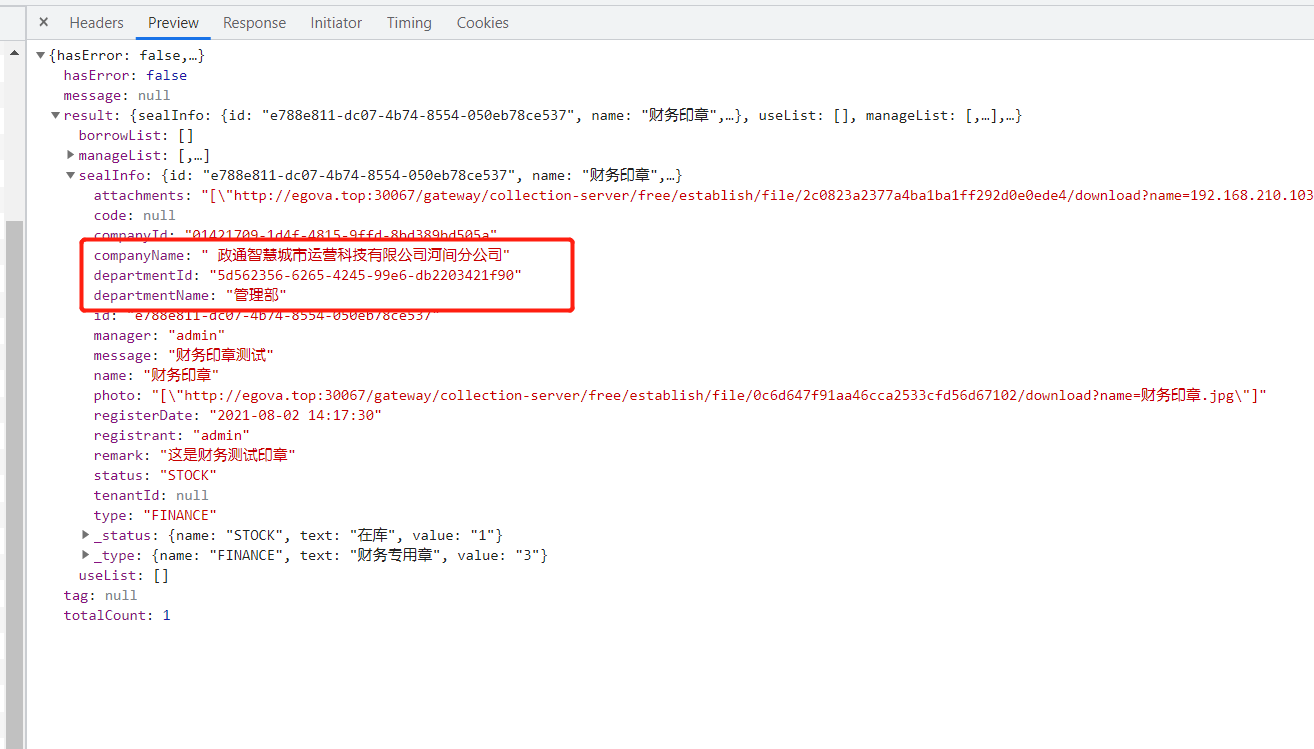 × Headers Preview Response Initiator Timing Cookies
▼{hasError: false,…}
hasError: false
message: null
▼result: {sealInfo: {id: "e788e811-dc07-4b74-8554-050eb78ce537", name: "财务印章",…}, useList: [], manageList: [,…],…}
borrowList: []
▶manageList: [,…]
▼sealInfo: {id: "e788e811-dc07-4b74-8554-050eb78ce537", name: "财务印章",…}
attachments: "[\"http://egova.top:30067/gateway/collection-server/free/establish/file/2c0823a2377a4ba1ba1ff292d0e0ede4/download?name=192.168.210.103
code: null
companyId: "01421709-1d4f-4815-9ffd-8bd389bd505a"
companyName: " 政通智慧城市运营科技有限公司河间分公司"
departmentId: "5d562356-6265-4245-99e6-db2203421f90"
departmentName: "管理部"
id: "e788e811-dc07-4b74-8554-050eb78ce537"
manager: "admin"
message: "财务印章测试"
name: "财务印章"
photo: "[\"http://egova.top:30067/gateway/collection-server/free/establish/file/0c6d647f91aa46cca2533cfd56d67102/download?name=财务印章.jpg\"]"
registerDate: "2021-08-02 14:17:30"
registrant: "admin"
remark: "这是财务测试印章"
status: "STOCK"
tenantId: null
type: "FINANCE"
▶_status: {name: "STOCK", text: "在库", value: "1"}
▶_type: {name: "FINANCE", text: "财务专用章", value: "3"}
useList: []
tag: null
totalCount: 1